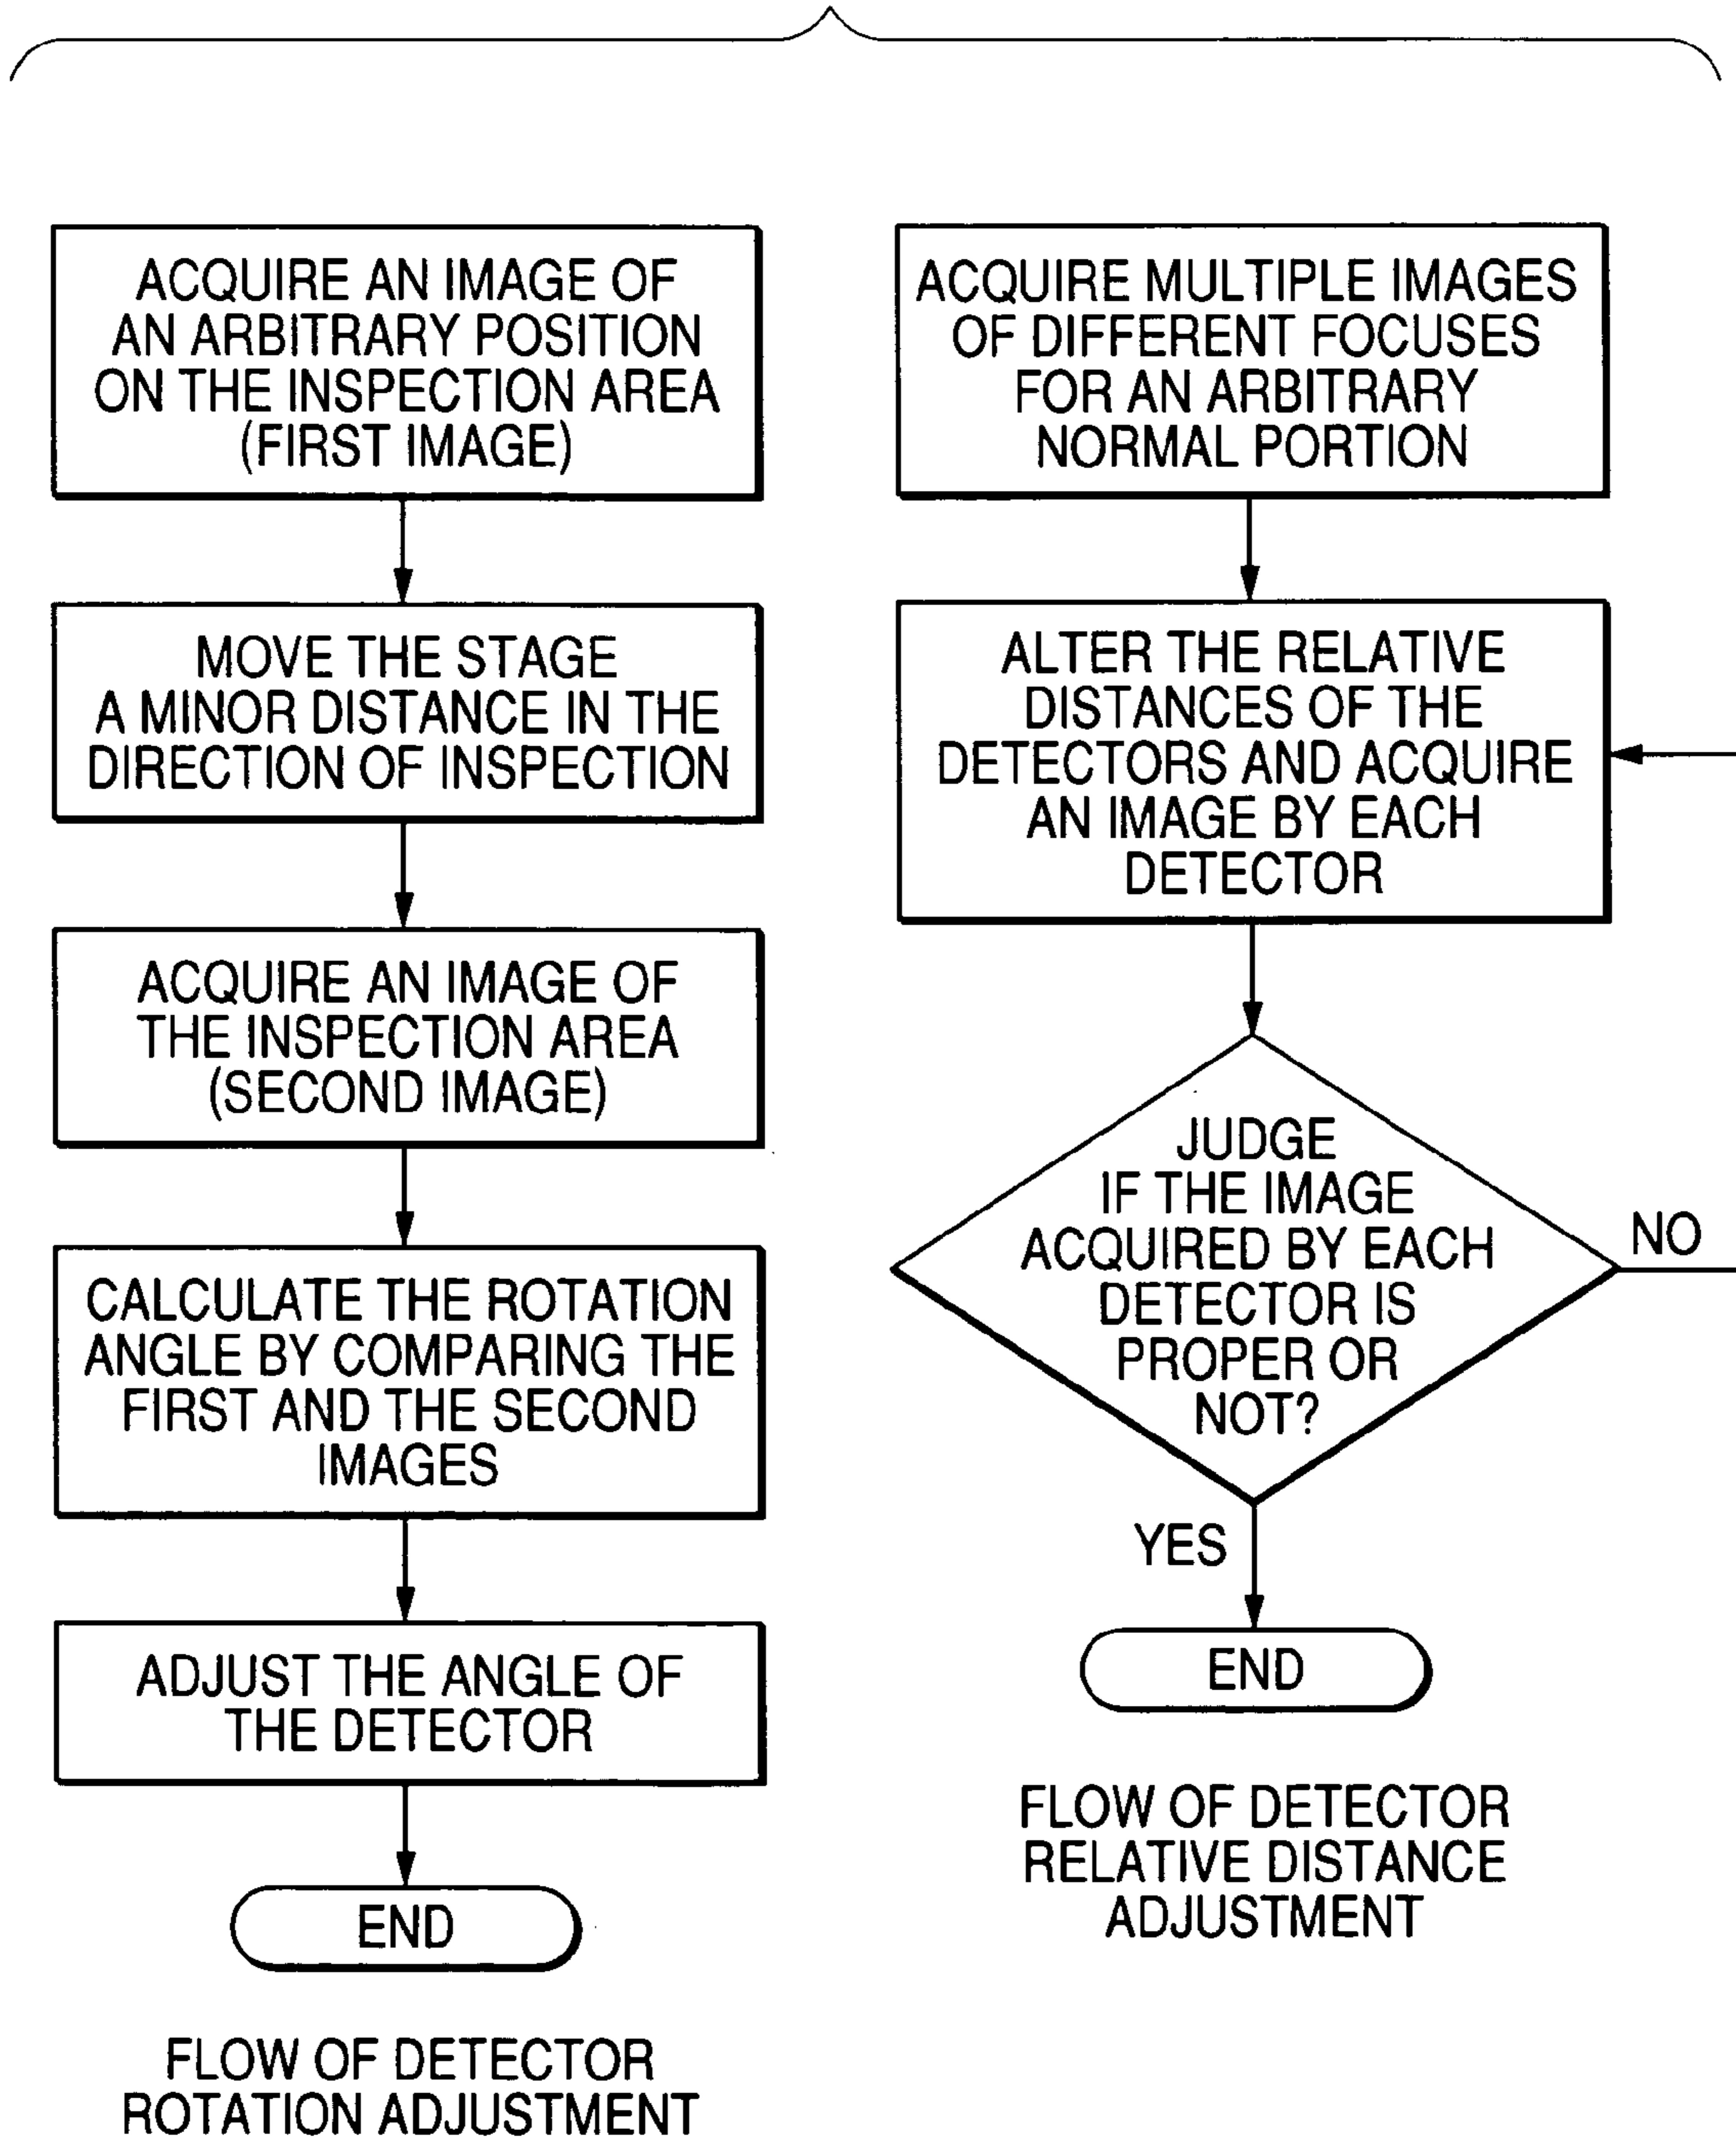 ACQUIRE AN IMAGE OF
AN ARBITRARY POSITION
ON THE INSPECTION AREA
(FIRST IMAGE)
MOVE THE STAGE
A MINOR DISTANCE IN THE
DIRECTION OF INSPECTION
ACQUIRE AN IMAGE OF
THE INSPECTION AREA
(SECOND IMAGE)
CALCULATE THE ROTATION
ANGLE BY COMPARING THE
FIRST AND THE SECOND
IMAGES
ADJUST THE ANGLE OF
THE DETECTOR
END
FLOW OF DETECTOR
ROTATION ADJUSTMENT
ACQUIRE MULTIPLE IMAGES
OF DIFFERENT FOCUSES
FOR AN ARBITRARY
NORMAL PORTION
ALTER THE RELATIVE
DISTANCES OF THE
DETECTORS AND ACQUIRE
AN IMAGE BY EACH
DETECTOR
JUDGE
IF THE IMAGE
ACQUIRED BY EACH
DETECTOR IS
PROPER OR
NOT?
NO
YES
END
FLOW OF DETECTOR
RELATIVE DISTANCE
ADJUSTMENT